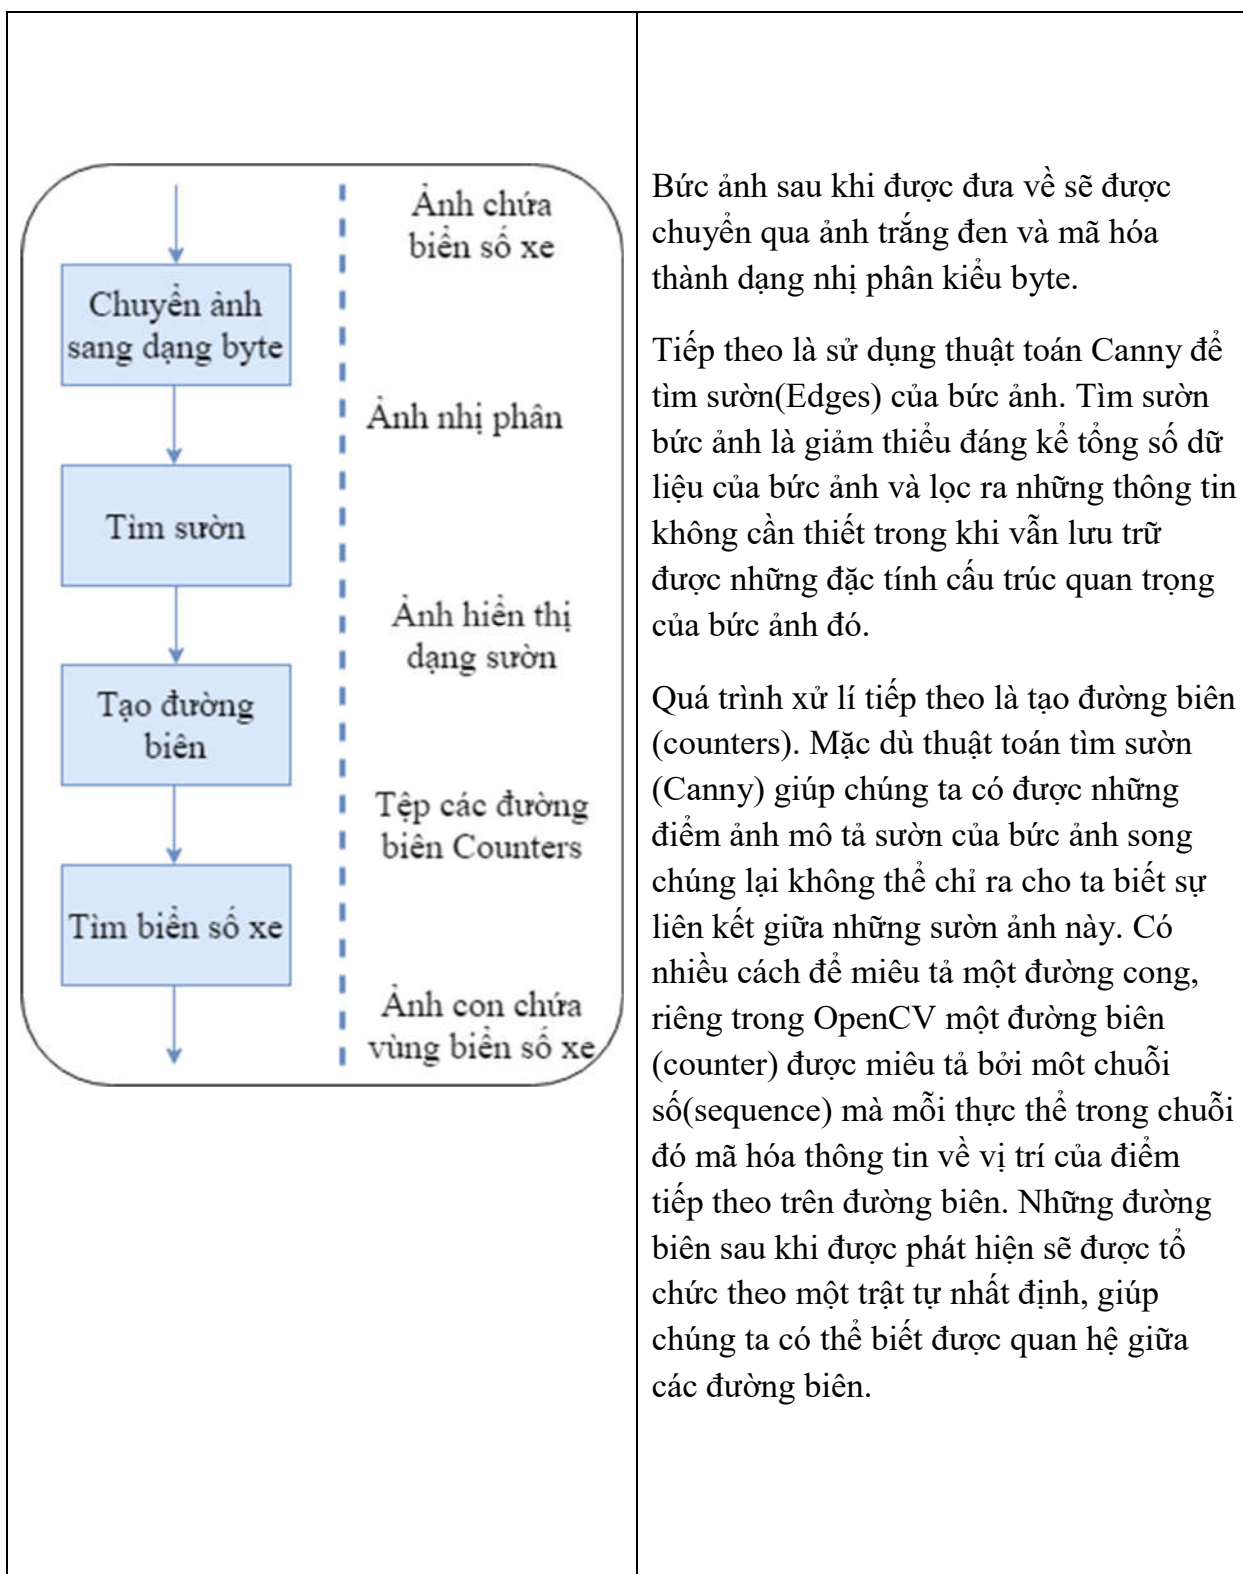 Ảnh chứa
biển số xe
Chuyển ảnh
sang dạng byte
Ảnh nhị phân
Tìm sườn
Ảnh hiển thị
dạng sườn
Tạo đường
biên
Tệp các đường
biên Counters
Tìm biển số xe
Ảnh con chứa
vùng biển số xe
Bức ảnh sau khi được đưa về sẽ được
chuyển qua ảnh trắng đen và mã hóa
thành dạng nhị phân kiểu byte.
Tiếp theo là sử dụng thuật toán Canny để
tìm sườn(Edges) của bức ảnh. Tìm sườn
bức ảnh là giảm thiểu đáng kể tổng số dữ
liệu của bức ảnh và lọc ra những thông tin
không cần thiết trong khi vẫn lưu trữ
được những đặc tính cấu trúc quan trọng
của bức ảnh đó.
Quá trình xử lí tiếp theo là tạo đường biên
(counters). Mặc dù thuật toán tìm sườn
(Canny) giúp chúng ta có được những
điểm ảnh mô tả sườn của bức ảnh song
chúng lại không thể chỉ ra cho ta biết sự
liên kết giữa những sườn ảnh này. Có
nhiều cách để miêu tả một đường cong,
riêng trong OpenCV một đường biên
(counter) được miêu tả bởi môt chuỗi
số(sequence) mà mỗi thực thể trong chuỗi
đó mã hóa thông tin về vị trí của điểm
tiếp theo trên đường biên. Những đường
biên sau khi được phát hiện sẽ được tổ
chức theo một trật tự nhất định, giúp
chúng ta có thể biết được quan hệ giữa
các đường biên.